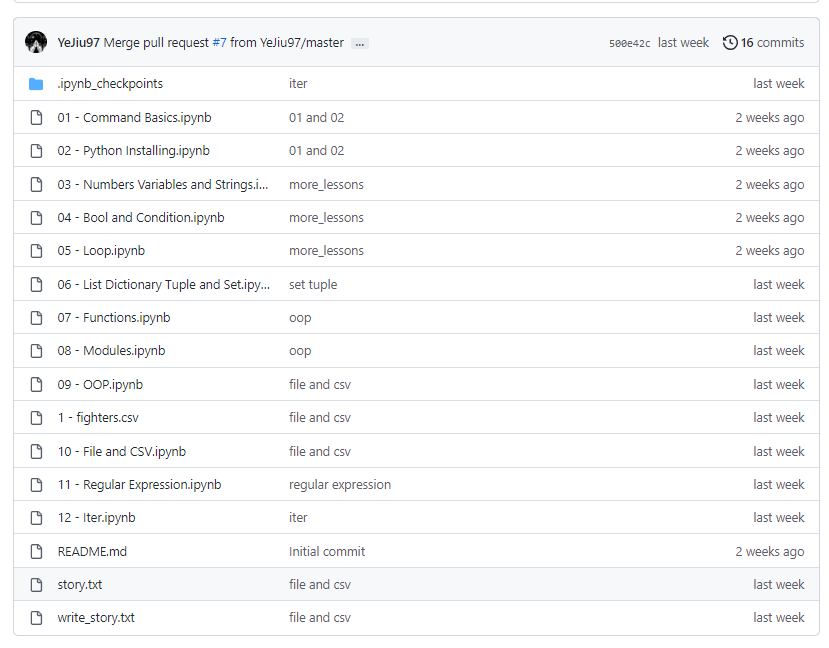 YeJiu97 Merge pull request #7 from YeJiu97/master ... 500e42c last week 16 commits
.ipynb_checkpoints iter last week
01 - Command Basics.ipynb 01 and 02 2 weeks ago
02 - Python Installing.ipynb 01 and 02 2 weeks ago
03 - Numbers Variables and Strings.i... more_lessons 2 weeks ago
04 - Bool and Condition.ipynb more_lessons 2 weeks ago
05 - Loop.ipynb more_lessons 2 weeks ago
06 - List Dictionary Tuple and Set.ipy... set tuple last week
07 - Functions.ipynb oop last week
08 - Modules.ipynb oop last week
09 - OOP.ipynb file and csv last week
1 - fighters.csv file and csv last week
10 - File and CSV.ipynb file and csv last week
11 - Regular Expression.ipynb regular expression last week
12 - Iter.ipynb iter last week
README.md Initial commit 2 weeks ago
story.txt file and csv last week
write_story.txt file and csv last week